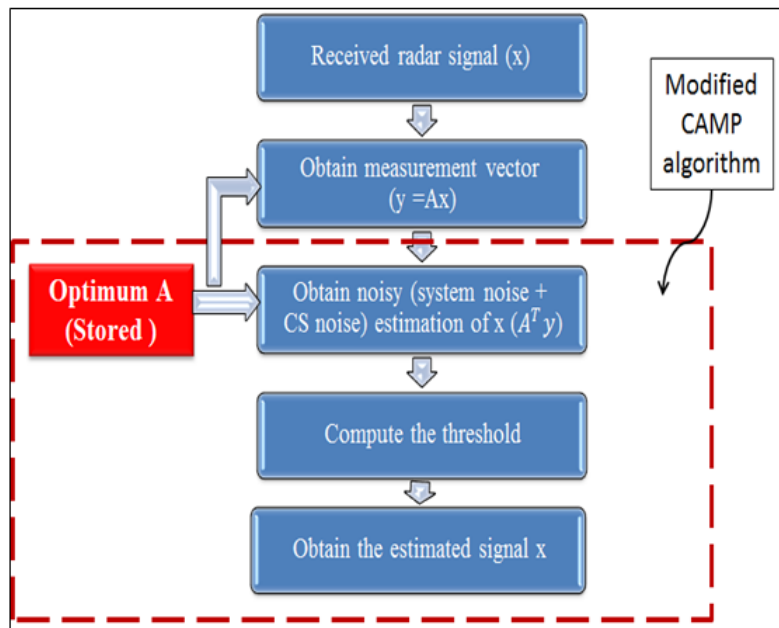 Received radar signal (x)
Obtain measurement vector
(y =Ax)
Modified
CAMP
algorithm
Optimum A
(Stored )
Obtain noisy (system noise +
CS noise) estimation of x (𝐴ᵀ 𝑦)
Compute the threshold
Obtain the estimated signal x